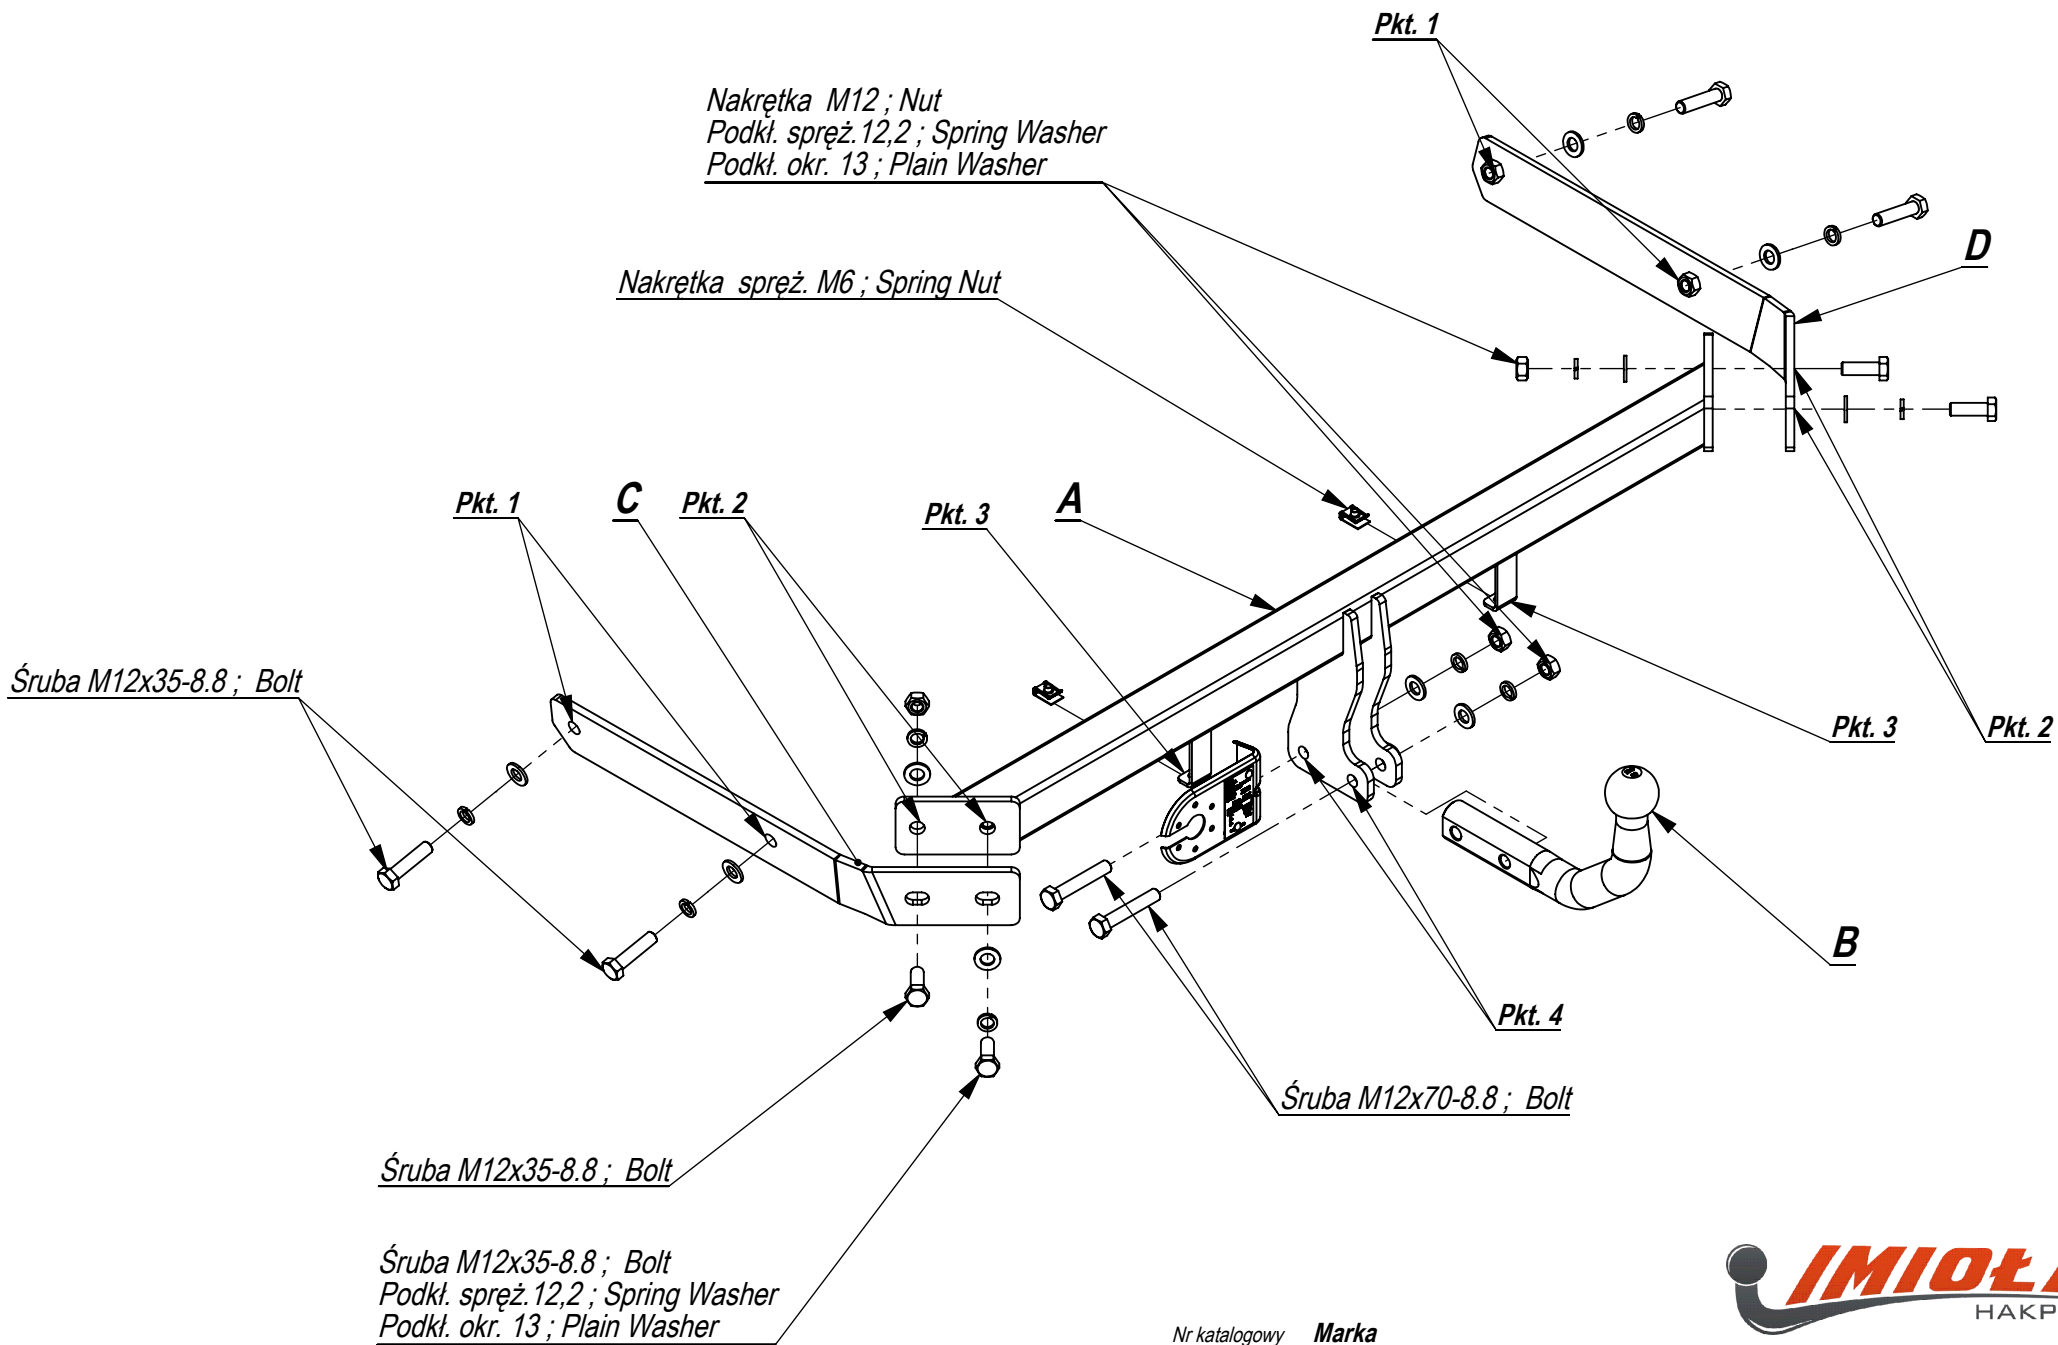 Pkt. 1
Nakrętka M12 ; Nut
Podkł. spręż.12,2 ; Spring Washer
Podkł. okr. 13 ; Plain Washer
D
Nakrętka spręż. M6 ; Spring Nut
Pkt. 1
C
Pkt. 2
Pkt. 3
A
Śruba M12x35-8.8 ; Bolt
Pkt. 3
Pkt. 2
B
Pkt. 4
Śruba M12x70-8.8 ; Bolt
Śruba M12x35-8.8 ; Bolt
Śruba M12x35-8.8 ; Bolt
Podkł. spręż.12,2 ; Spring Washer
Podkł. okr. 13 ; Plain Washer
Nr katalogowy Marka